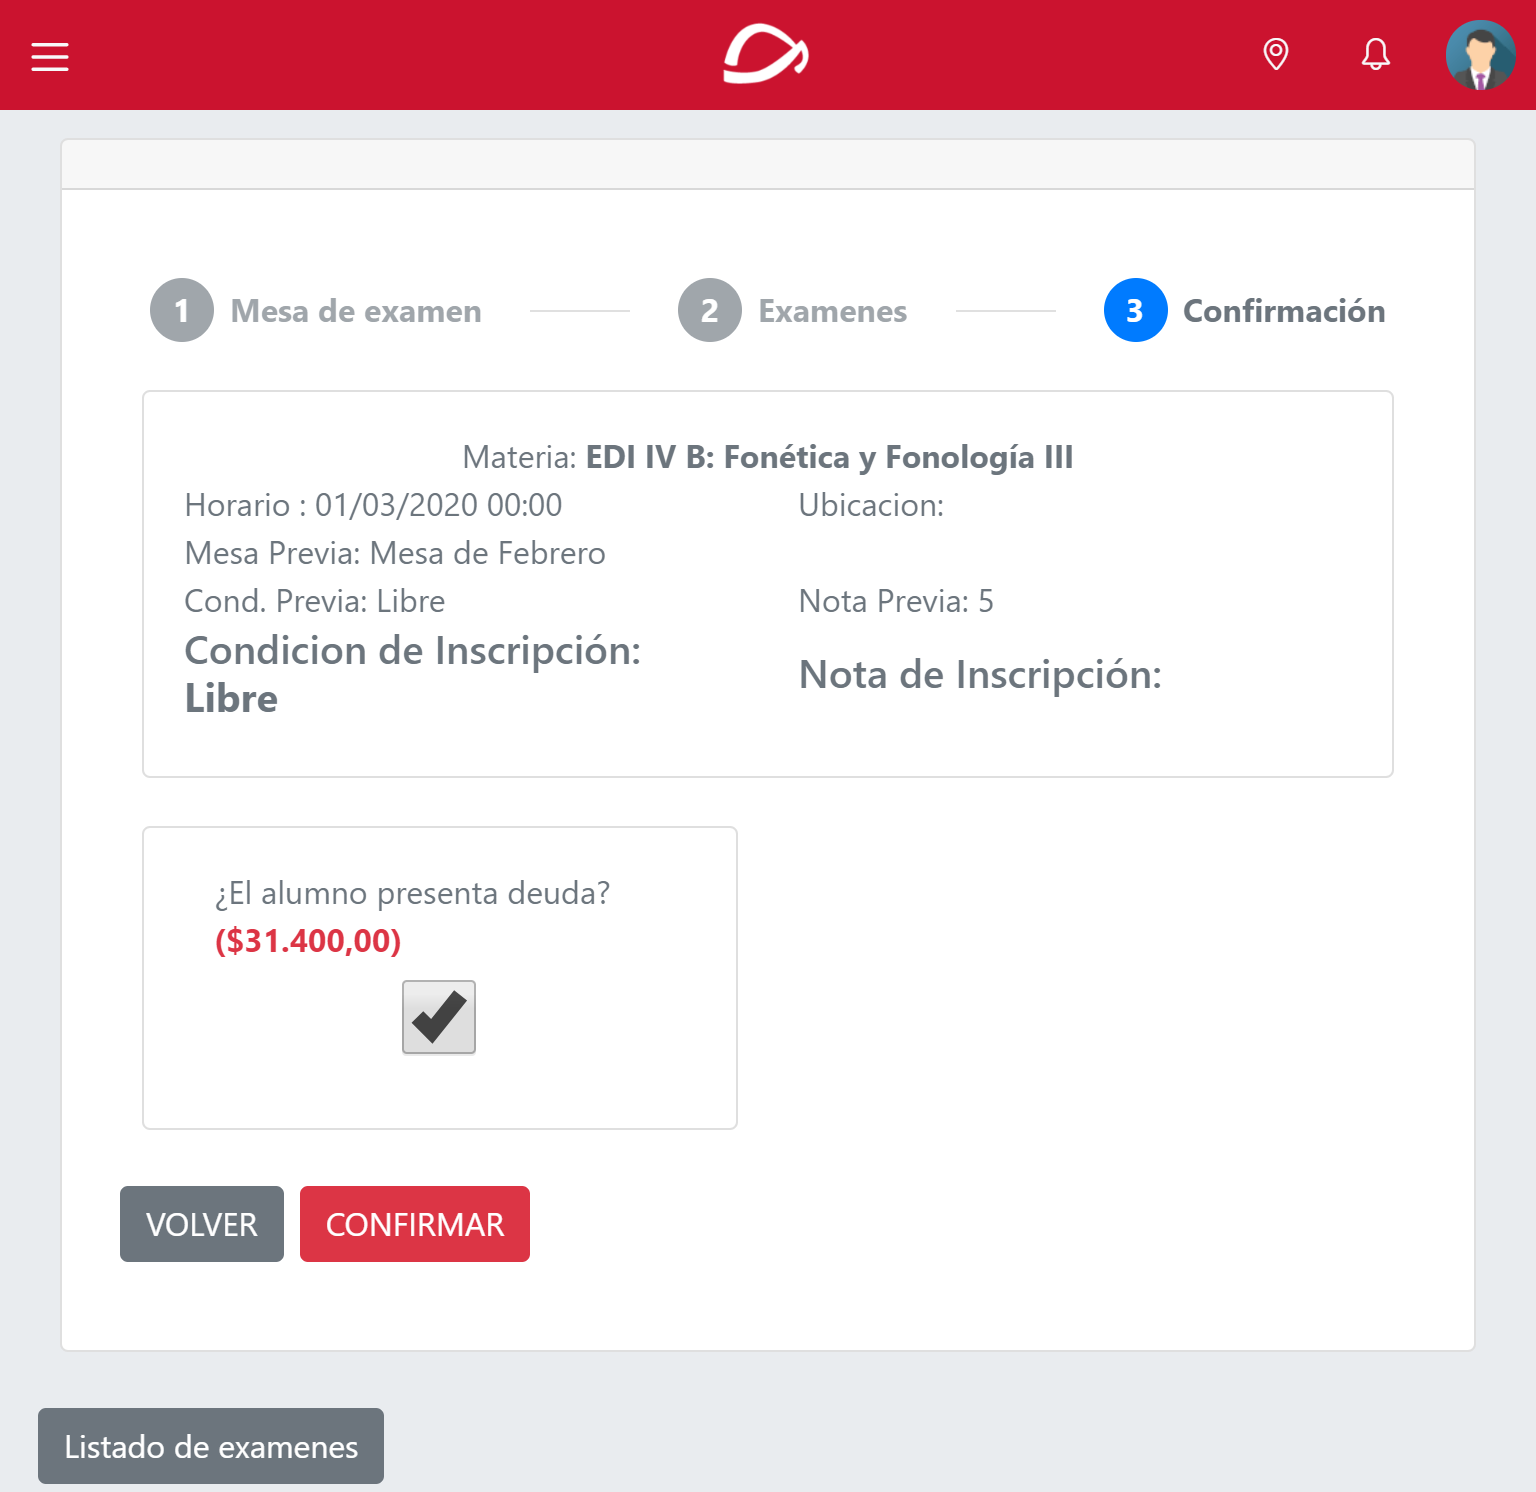 1 Mesa de examen
2 Examenes
3 Confirmación
Materia: EDI IV B: Fonética y Fonología III
Horario : 01/03/2020 00:00
Ubicacion:
Mesa Previa: Mesa de Febrero
Cond. Previa: Libre
Nota Previa: 5
Condicion de Inscripción:
Libre
Nota de Inscripción:
¿El alumno presenta deuda?
($31.400,00)
VOLVER
CONFIRMAR
Listado de examenes